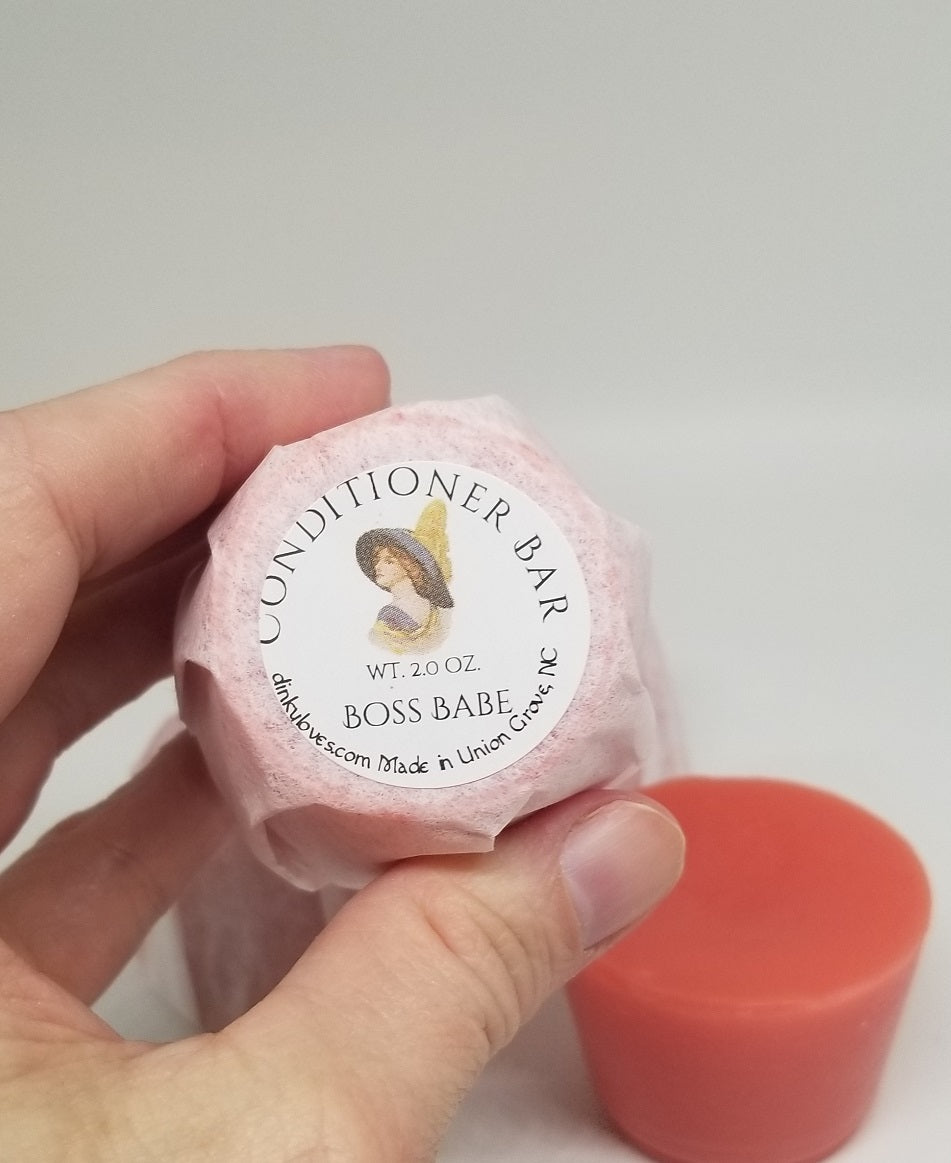 CONDITIONER BAR
WT. 2.0 OZ.
BOSS BABE
dinkyloves.com Made in Union Grove, NC